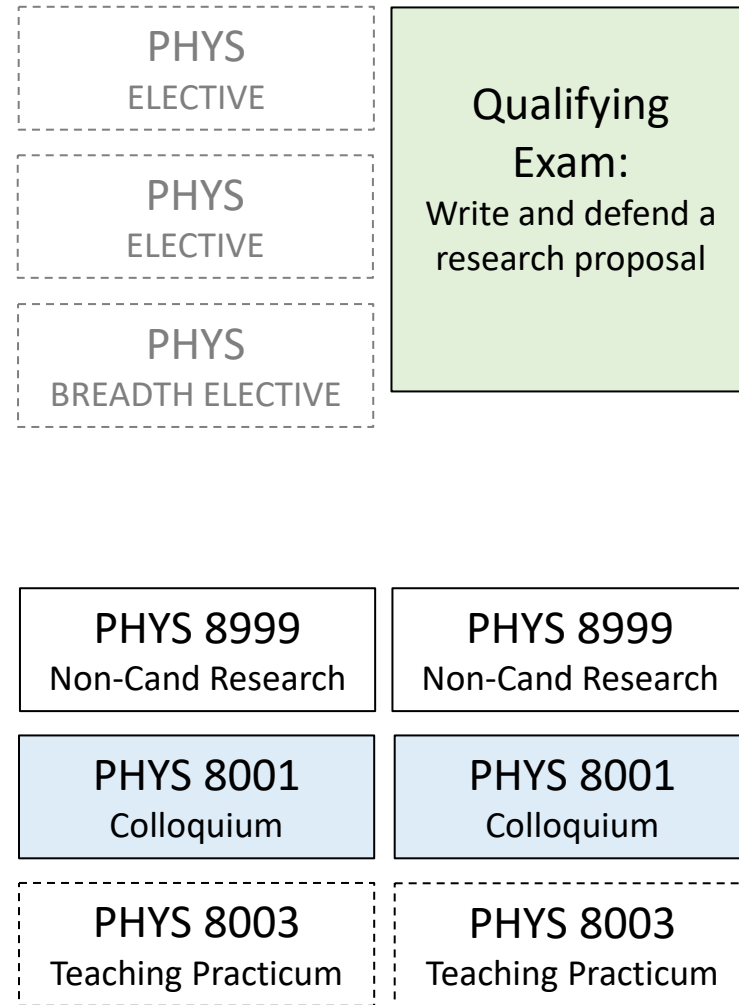 PHYS
ELECTIVE
PHYS
ELECTIVE
PHYS
BREADTH ELECTIVE
Qualifying
Exam:
Write and defend a
research proposal
PHYS 8999
Non-Cand Research
PHYS 8999
Non-Cand Research
PHYS 8001
Colloquium
PHYS 8001
Colloquium
PHYS 8003
Teaching Practicum
PHYS 8003
Teaching Practicum